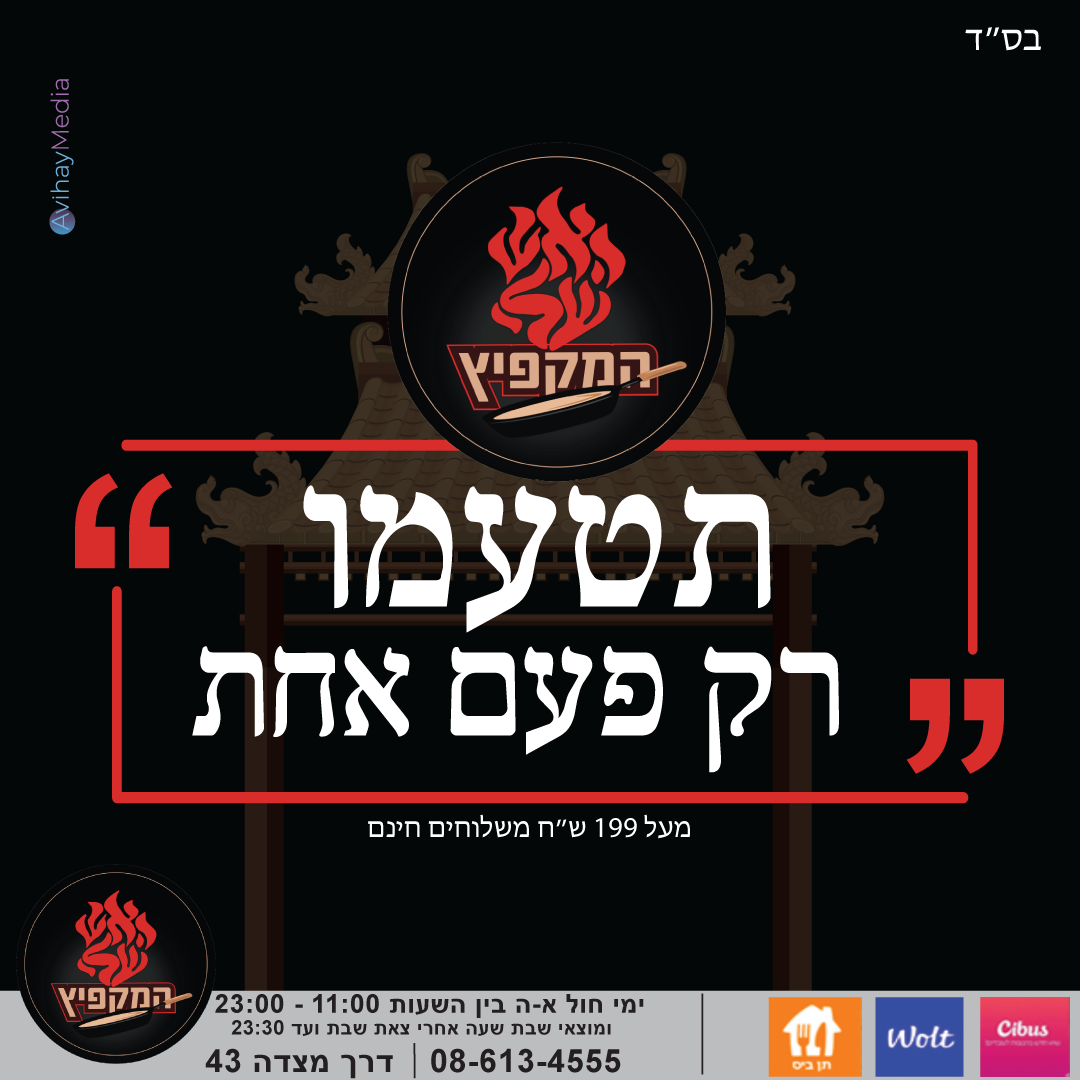 בס״ד
AvihayMedia
האש
של
המקפיץ
"תטעמו
רק פעם אחת"
מעל 199 ש״ח משלוחים חינם
האש
של
המקפיץ
ימי חול א-ה בין השעות 11:00 - 23:00
ומוצאי שבת שעה אחרי צאת שבת ועד 23:30
08-613-4555 | דרך מצדה 43
תן ביס
Wolt
Cibus